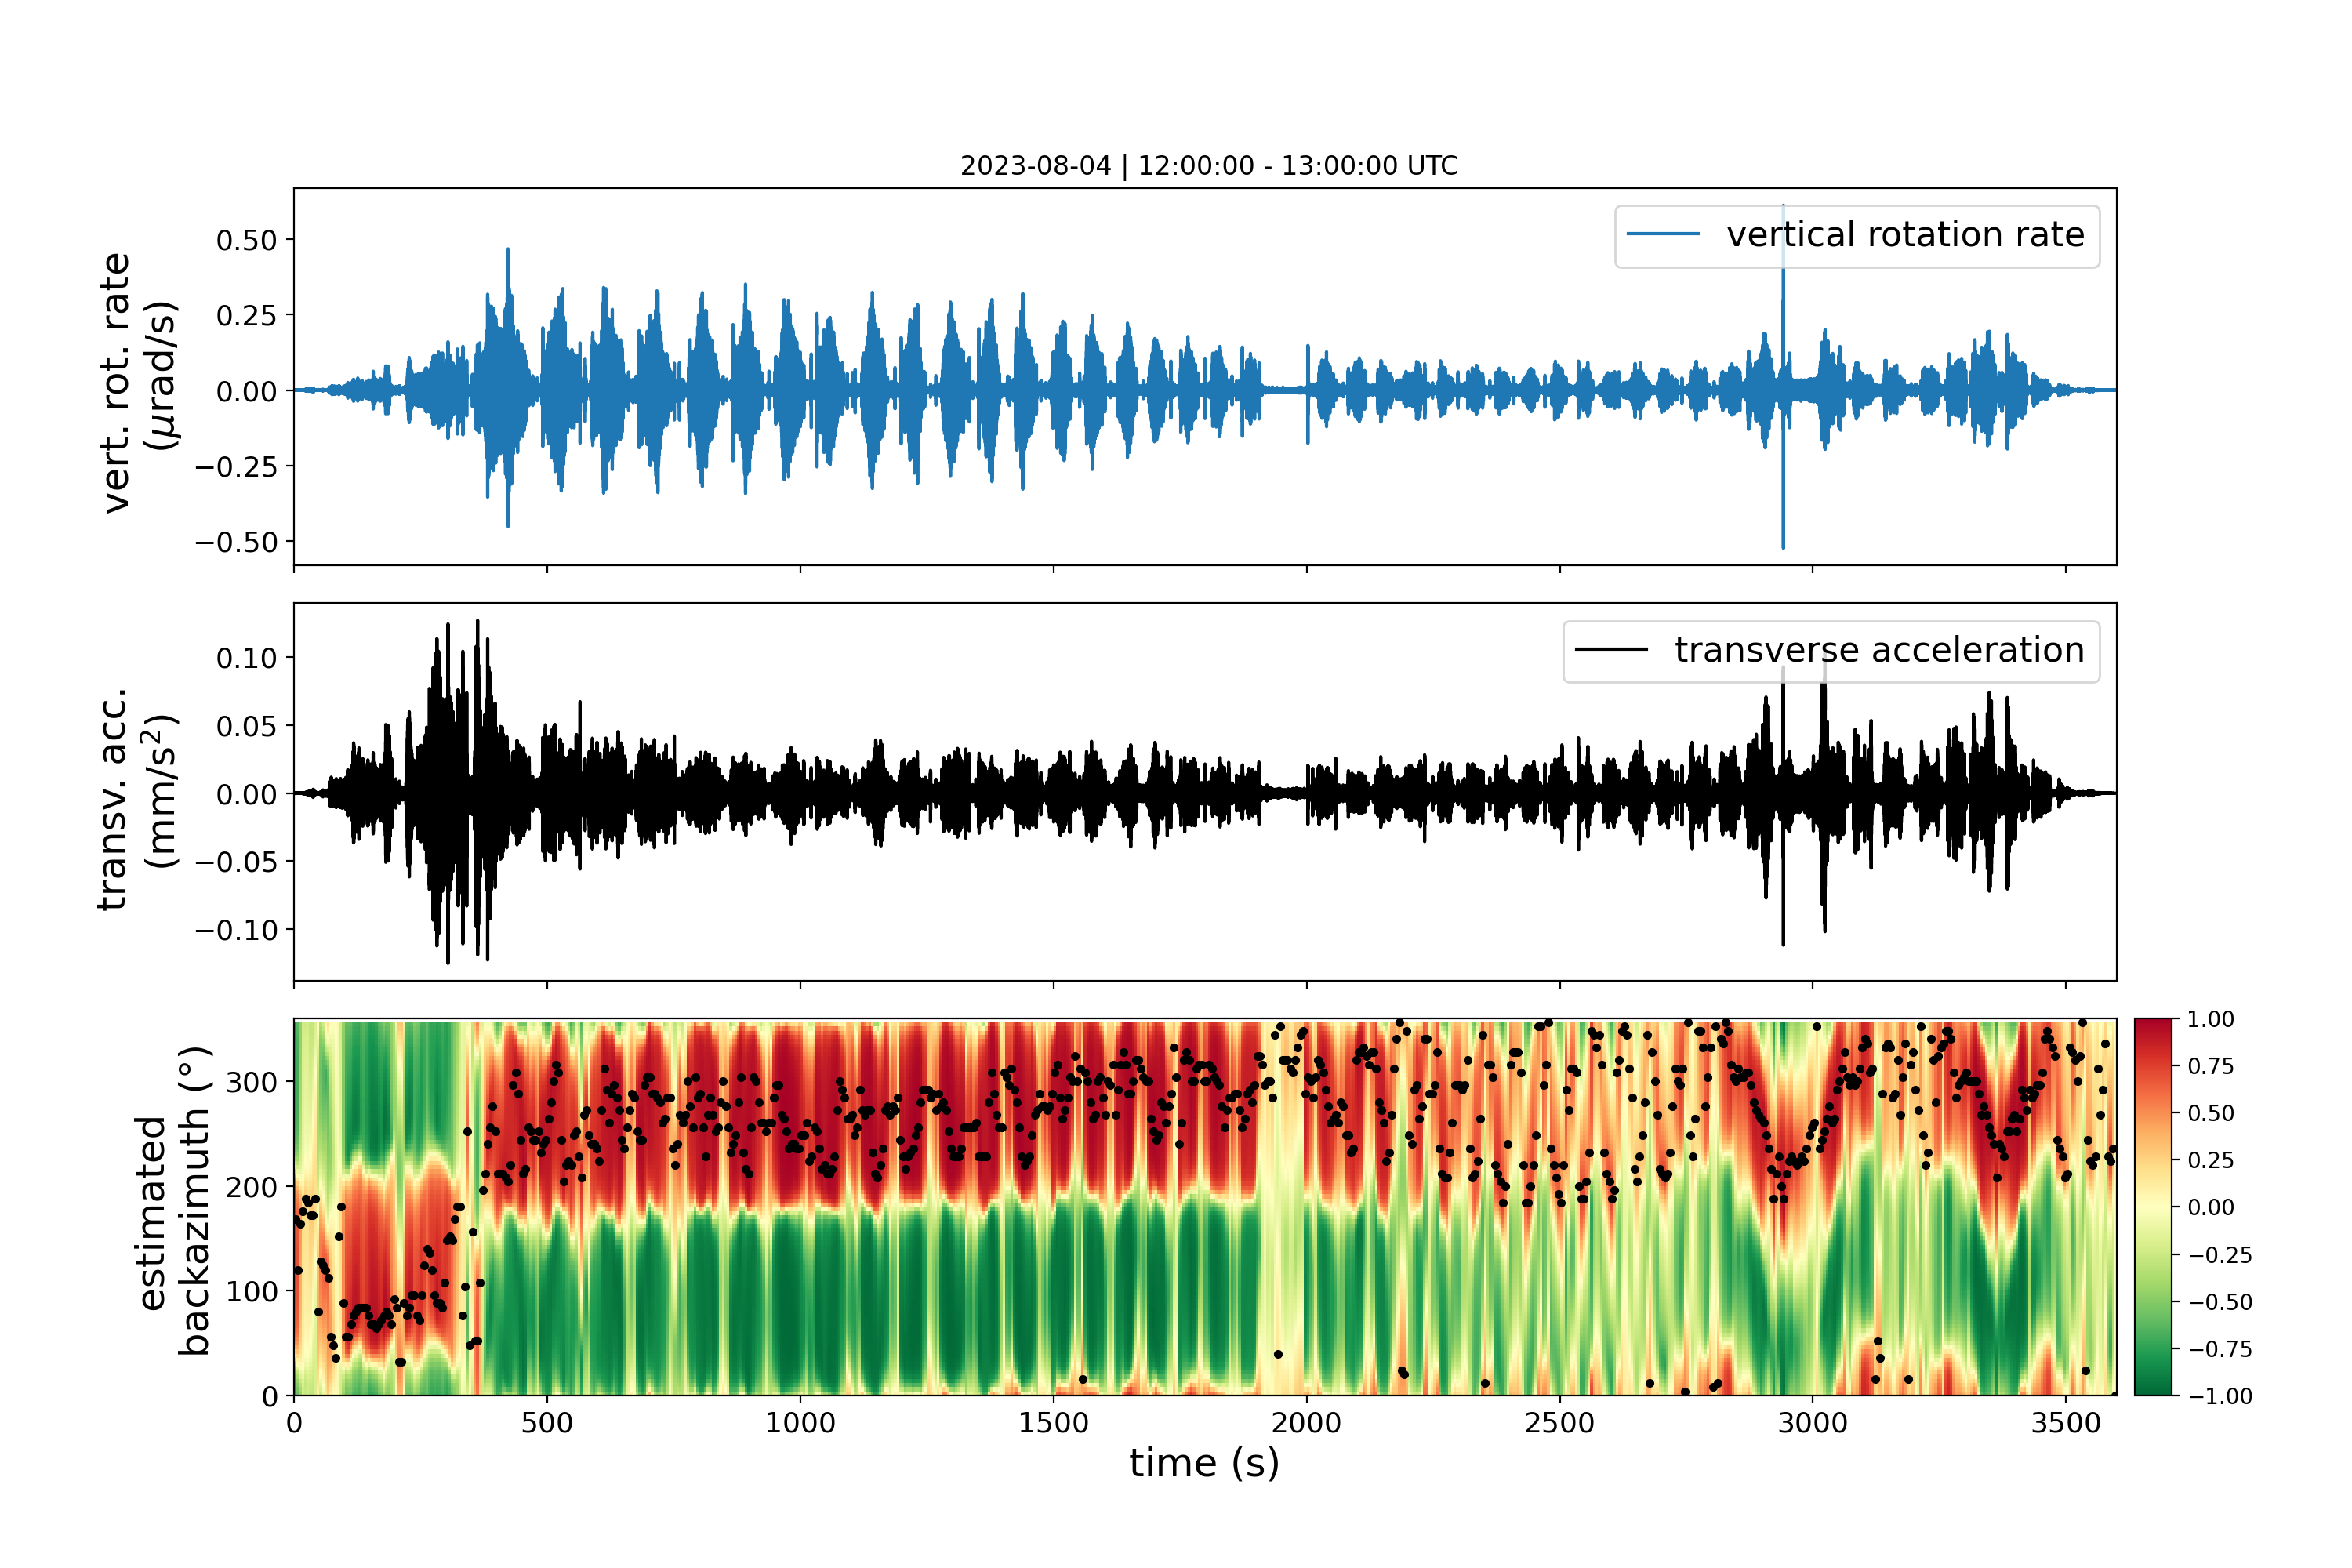 2023-08-04 | 12:00:00 - 13:00:00 UTC
vert. rot. rate
(μrad/s)
0.50
0.25
0.00
−0.25
−0.50
vertical rotation rate
transv. acc.
(mm/s²)
0.10
0.05
0.00
−0.05
−0.10
transverse acceleration
estimated
backazimuth (°)
300
200
100
0
0 500 1000 1500 2000 2500 3000 3500
time (s)
1.00
0.75
0.50
0.25
0.00
−0.25
−0.50
−0.75
−1.00